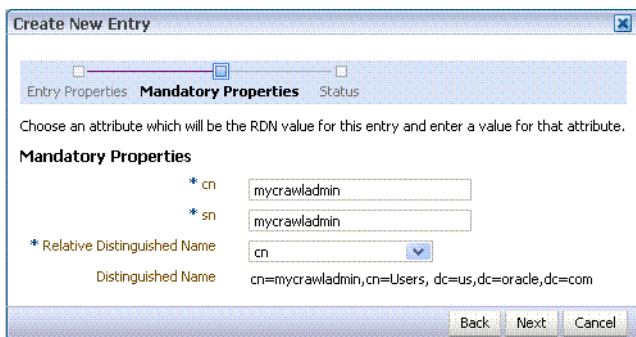 Create New Entry
Entry Properties Mandatory Properties Status
Choose an attribute which will be the RDN value for this entry and enter a value for that attribute.
Mandatory Properties
* cn mycrawladmin
* sn mycrawladmin
* Relative Distinguished Name cn
Distinguished Name cn=mycrawladmin,cn=Users, dc=us,dc=oracle,dc=com
Back Next Cancel